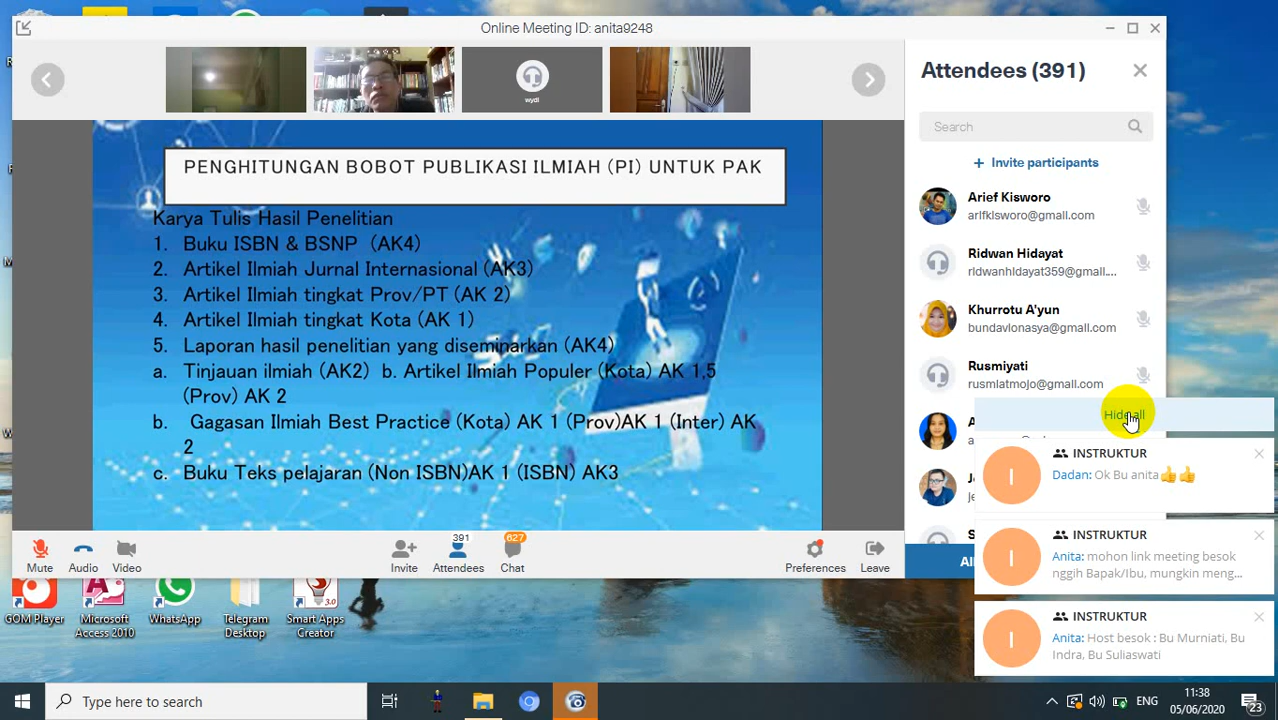 Online Meeting ID: anita9248
wydi
Attendees (391)
Search
+ Invite participants
Arief Kisworo
arifkisworo@gmail.com
Ridwan Hidayat
ridwanhidayat359@gmail....
Khurrotu A'yun
bundavionasya@gmail.com
Rusmiyati
rusmiatmojo@gmail.com
PENGHITUNGAN BOBOT PUBLIKASI ILMIAH (PI) UNTUK PAK
Karya Tulis Hasil Penelitian
1. Buku ISBN & BSNP (AK4)
2. Artikel Ilmiah Jurnal Internasional (AK3)
3. Artikel Ilmiah tingkat Prov/PT (AK 2)
4. Artikel Ilmiah tingkat Kota (AK 1)
5. Laporan hasil penelitian yang diseminarkan (AK4)
a. Tinjauan ilmiah (AK2) b. Artikel Ilmiah Populer (Kota) AK 1,5
(Prov) AK 2
b. Gagasan Ilmiah Best Practice (Kota) AK 1 (Prov)AK 1 (Inter) AK
2
c. Buku Teks pelajaran (Non ISBN)AK 1 (ISBN) AK3
Hide all
INSTRUKTUR
Dadan: Ok Bu anita👍👍
INSTRUKTUR
Anita: mohon link meeting besok
nggih Bapak/Ibu, mungkin meng...
INSTRUKTUR
Anita: Host besok : Bu Murniati, Bu
Indra, Bu Suliaswati
391
627
Mute
Audio
Video
Invite
Attendees
Chat
Preferences
Leave
GOM Player
Microsoft
Access 2010
WhatsApp
Telegram
Desktop
3.0
Smart Apps
Creator
Type here to search
ENG
11:38
05/06/2020
23